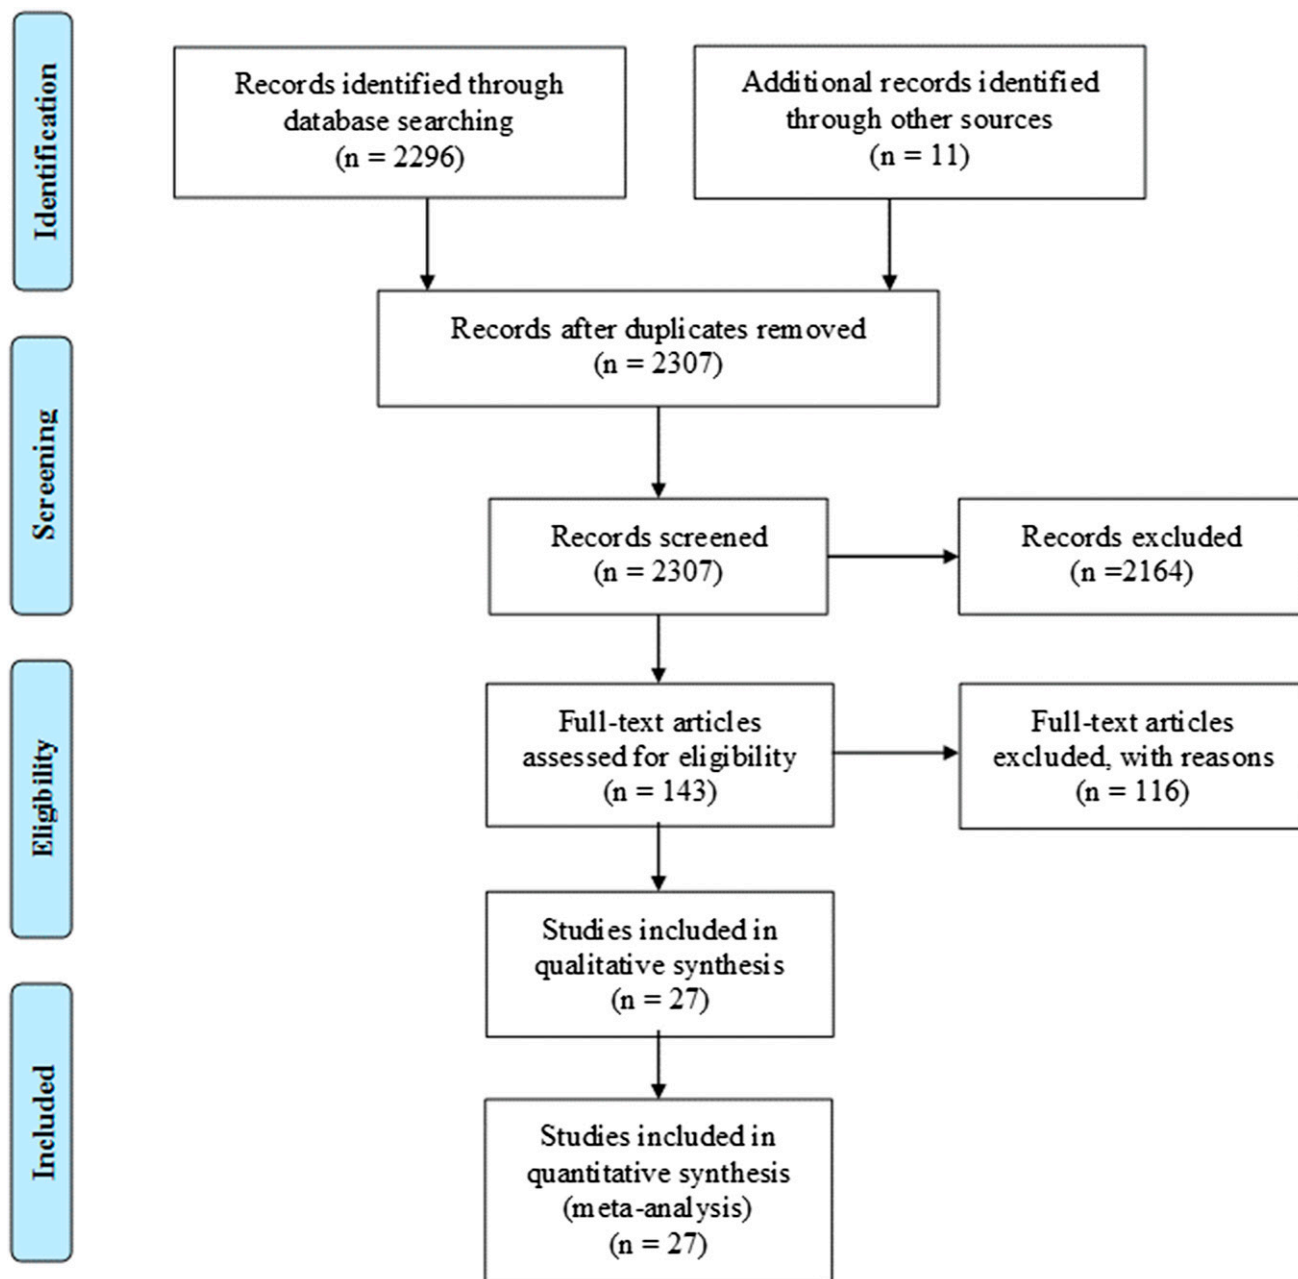 Identification
Records identified through
database searching
(n = 2296)
Additional records identified
through other sources
(n = 11)
Screening
Records after duplicates removed
(n = 2307)
Records screened
(n = 2307)
Records excluded
(n =2164)
Eligibility
Full-text articles
assessed for eligibility
(n = 143)
Full-text articles
excluded, with reasons
(n = 116)
Studies included in
qualitative synthesis
(n = 27)
Included
Studies included in
quantitative synthesis
(meta-analysis)
(n = 27)